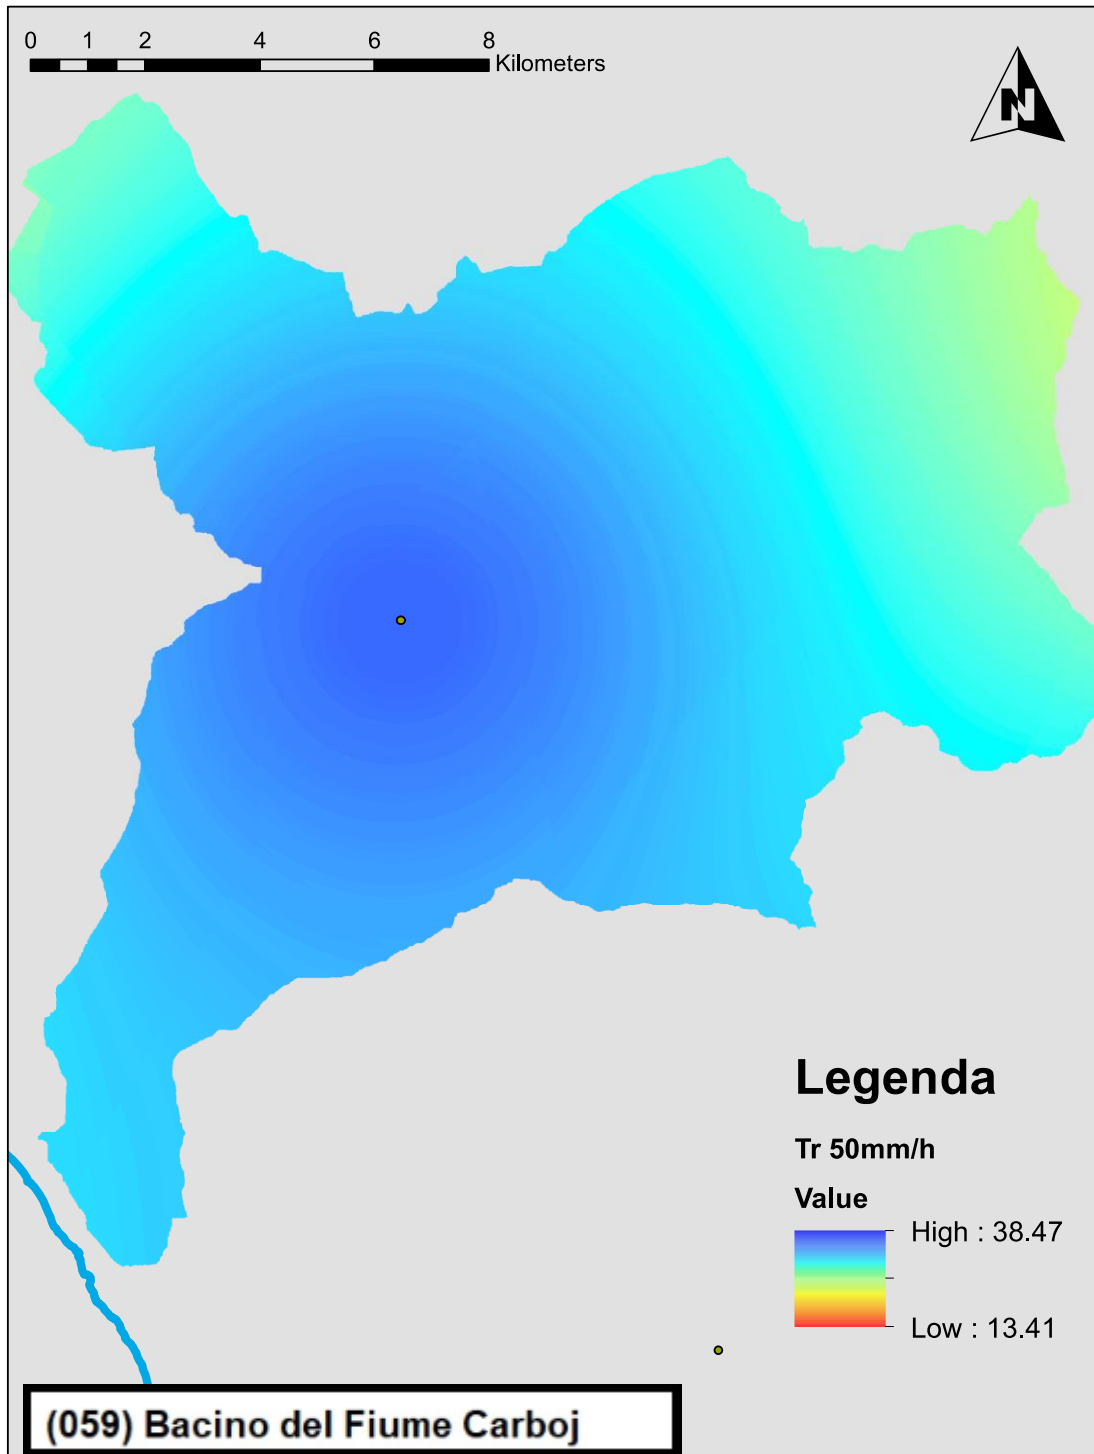 0 1 2 4 6 8
Kilometers
N
Legenda
Tr 50mm/h
Value
High : 38.47
Low : 13.41
(059) Bacino del Fiume Carboj